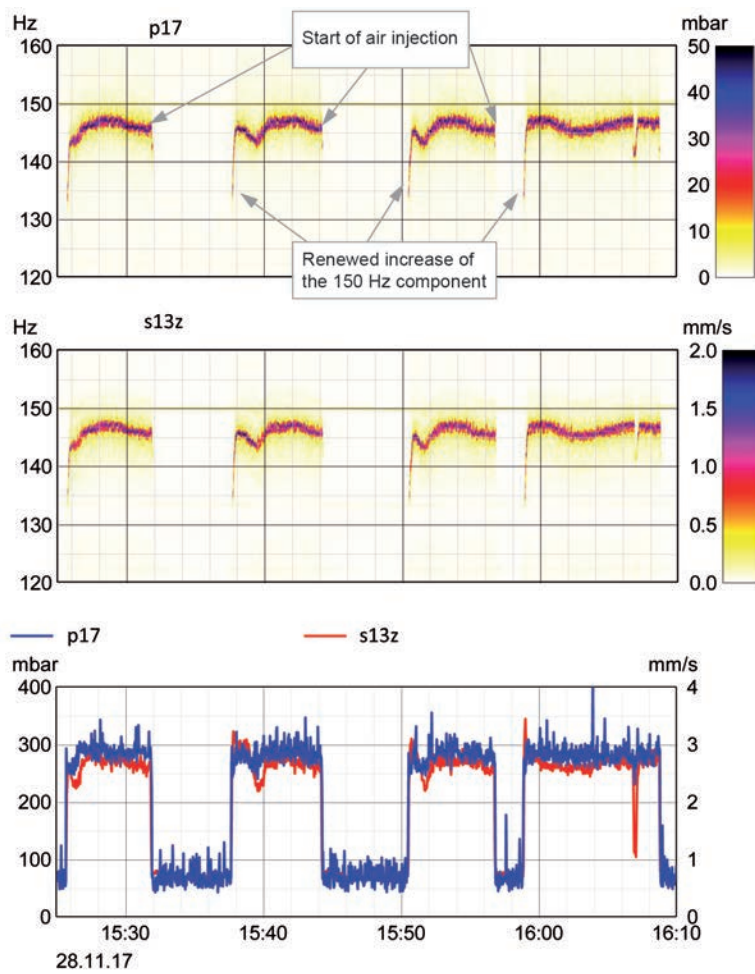 Hz
p17
mbar
160
150
140
130
120
Start of air injection
Renewed increase of
the 150 Hz component
50
40
30
20
10
0
Hz
s13z
mm/s
160
150
140
130
120
2.0
1.5
1.0
0.5
0.0
p17
s13z
mbar
mm/s
400
300
200
100
0
4
3
2
1
0
15:30
15:40
15:50
16:00
16:10
28.11.17